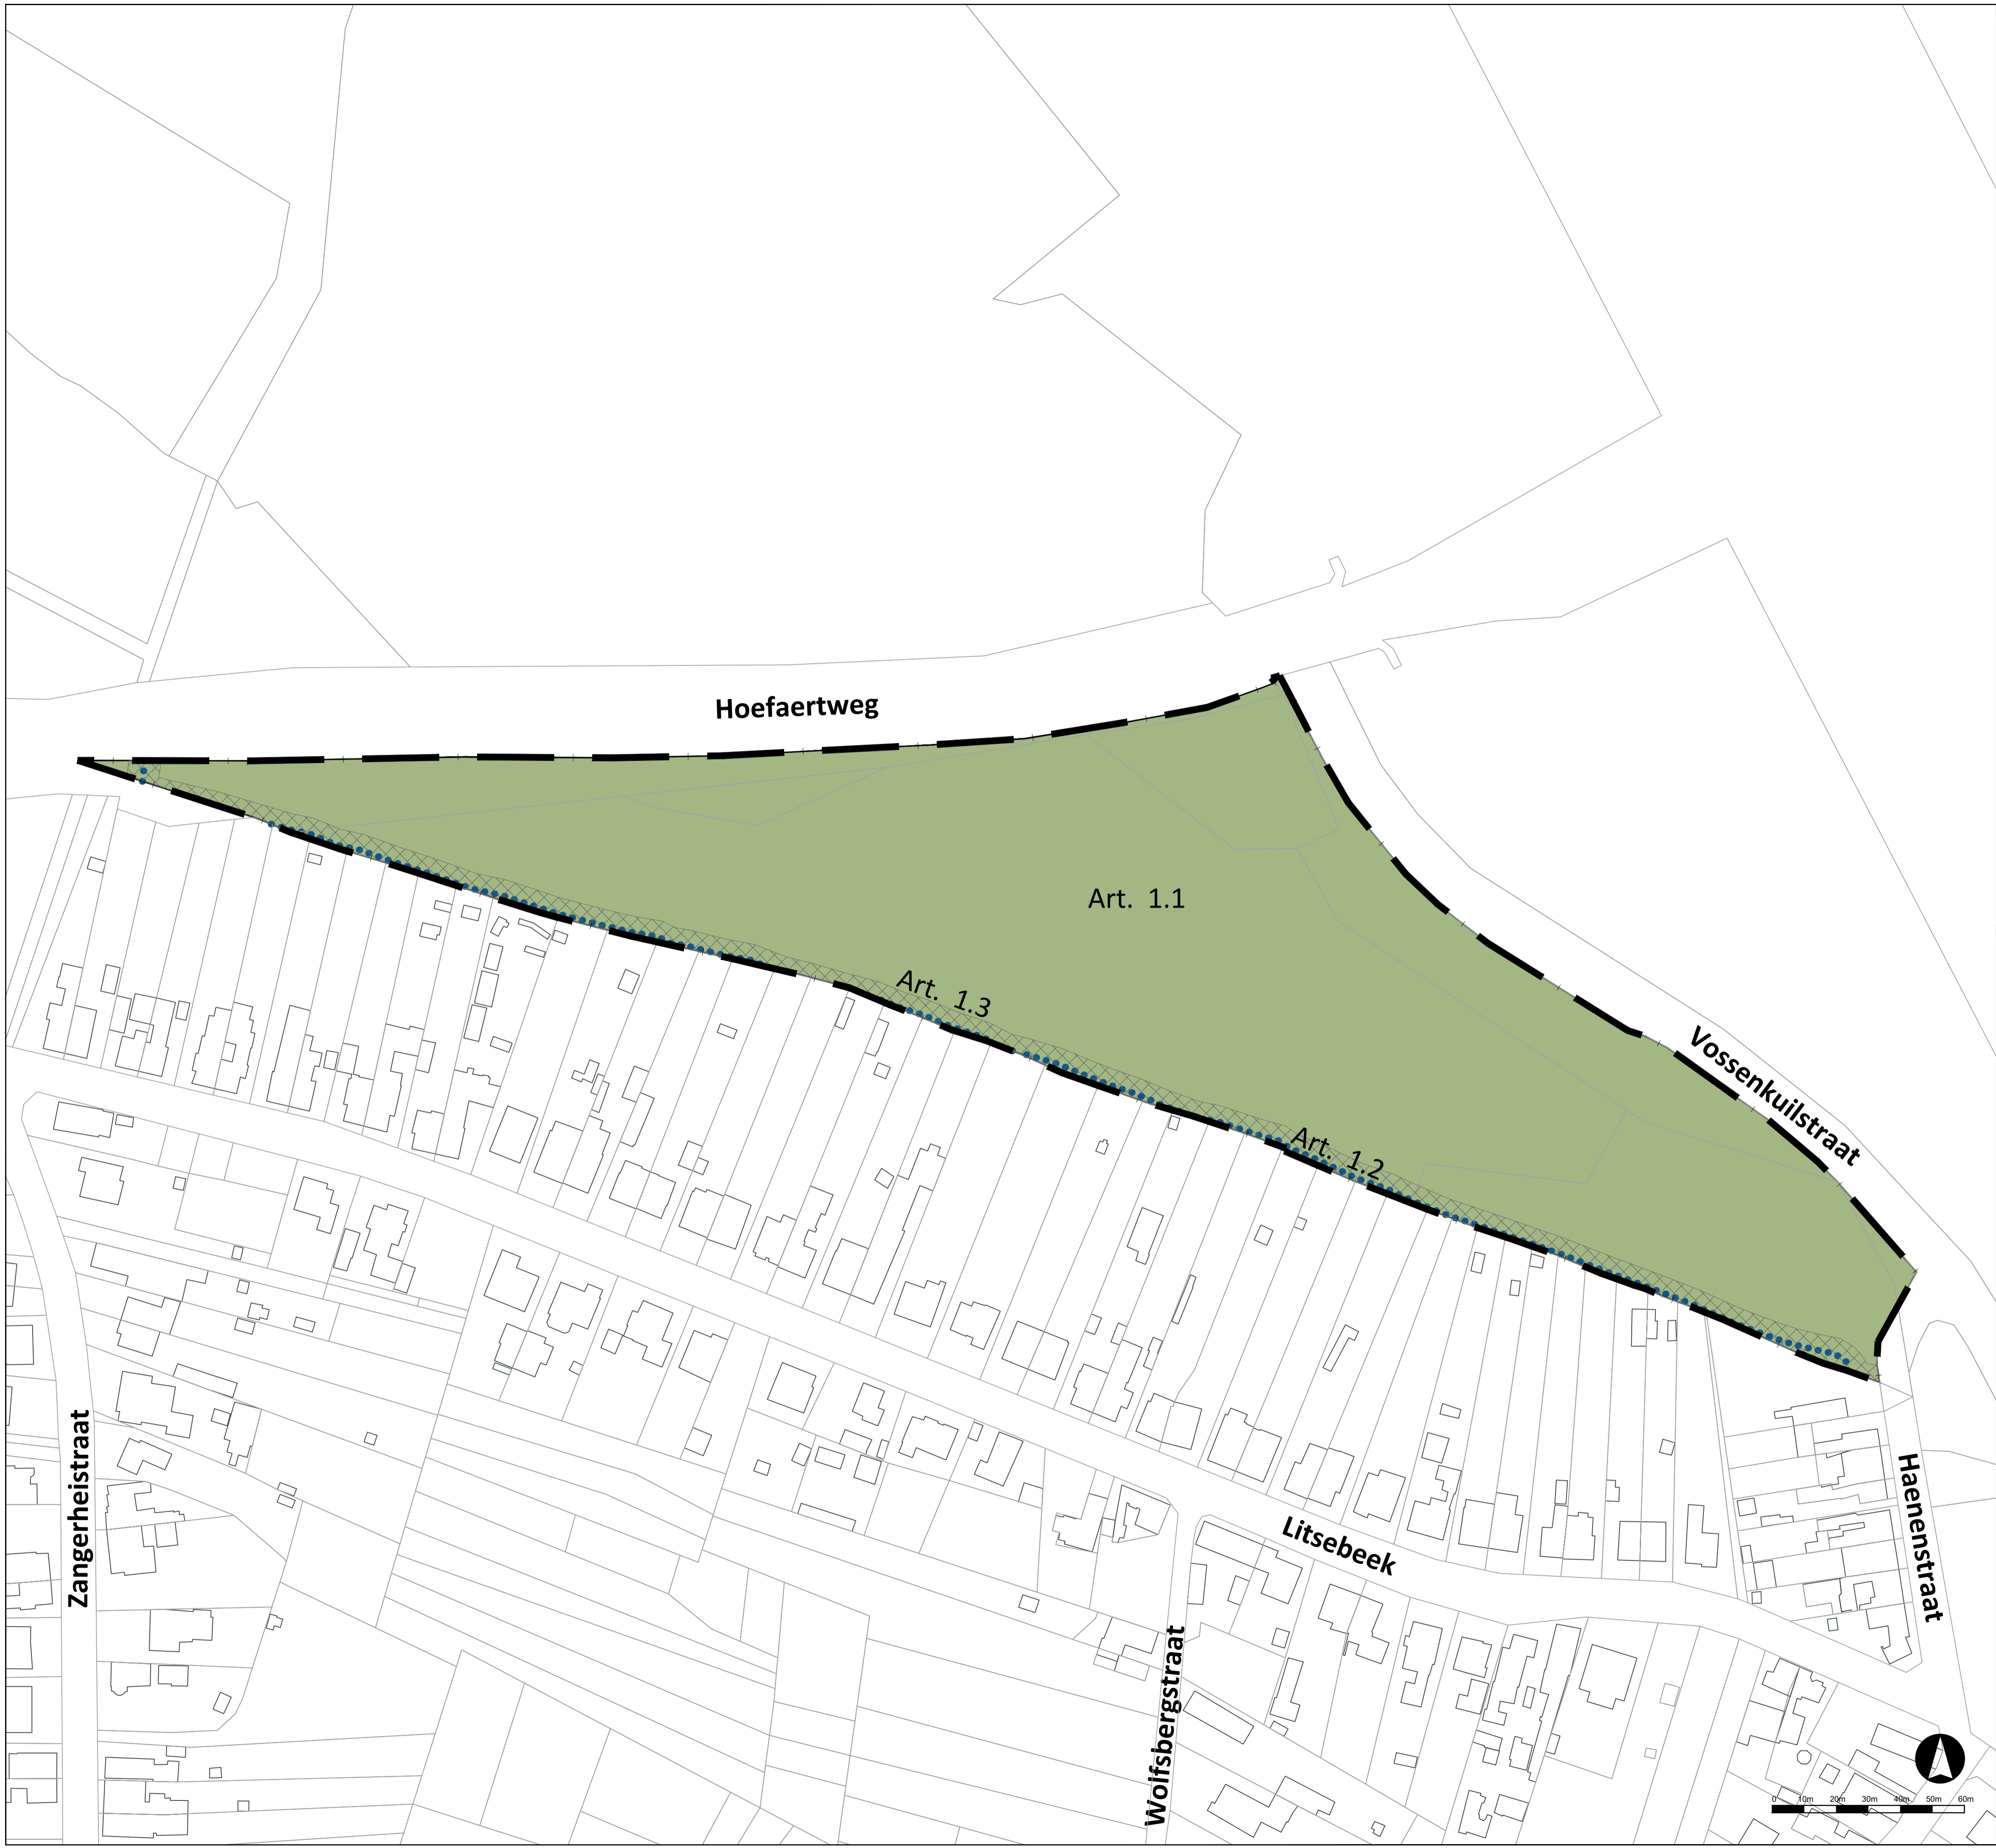 Hoefaertweg
Art. 1.1
Art. 1.3
Vossenkuilstraat
Art. 1.2
Zangerheistraat
Litsebeek
Haenenstraat
Wolfsbergstraat
0 10m 20m 30m 40m 50m 60m